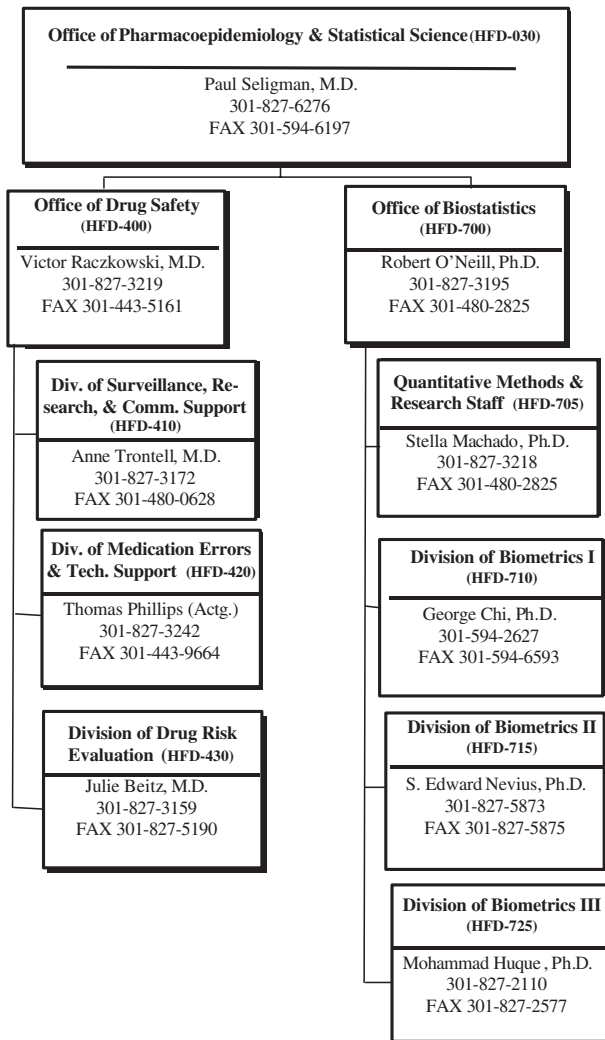 Office of Pharmacoepidemiology & Statistical Science (HFD-030)
Paul Seligman, M.D.
301-827-6276
FAX 301-594-6197
Office of Drug Safety
(HFD-400)
Victor Raczkowski, M.D.
301-827-3219
FAX 301-443-5161
Div. of Surveillance, Re-
search, & Comm. Support
(HFD-410)
Anne Trontell, M.D.
301-827-3172
FAX 301-480-0628
Div. of Medication Errors
& Tech. Support (HFD-420)
Thomas Phillips (Actg.)
301-827-3242
FAX 301-443-9664
Division of Drug Risk
Evaluation (HFD-430)
Julie Beitz, M.D.
301-827-3159
FAX 301-827-5190
Office of Biostatistics
(HFD-700)
Robert O'Neill, Ph.D.
301-827-3195
FAX 301-480-2825
Quantitative Methods &
Research Staff (HFD-705)
Stella Machado, Ph.D.
301-827-3218
FAX 301-480-2825
Division of Biometrics I
(HFD-710)
George Chi, Ph.D.
301-594-2627
FAX 301-594-6593
Division of Biometrics II
(HFD-715)
S. Edward Nevius, Ph.D.
301-827-5873
FAX 301-827-5875
Division of Biometrics III
(HFD-725)
Mohammad Huque, Ph.D.
301-827-2110
FAX 301-827-2577